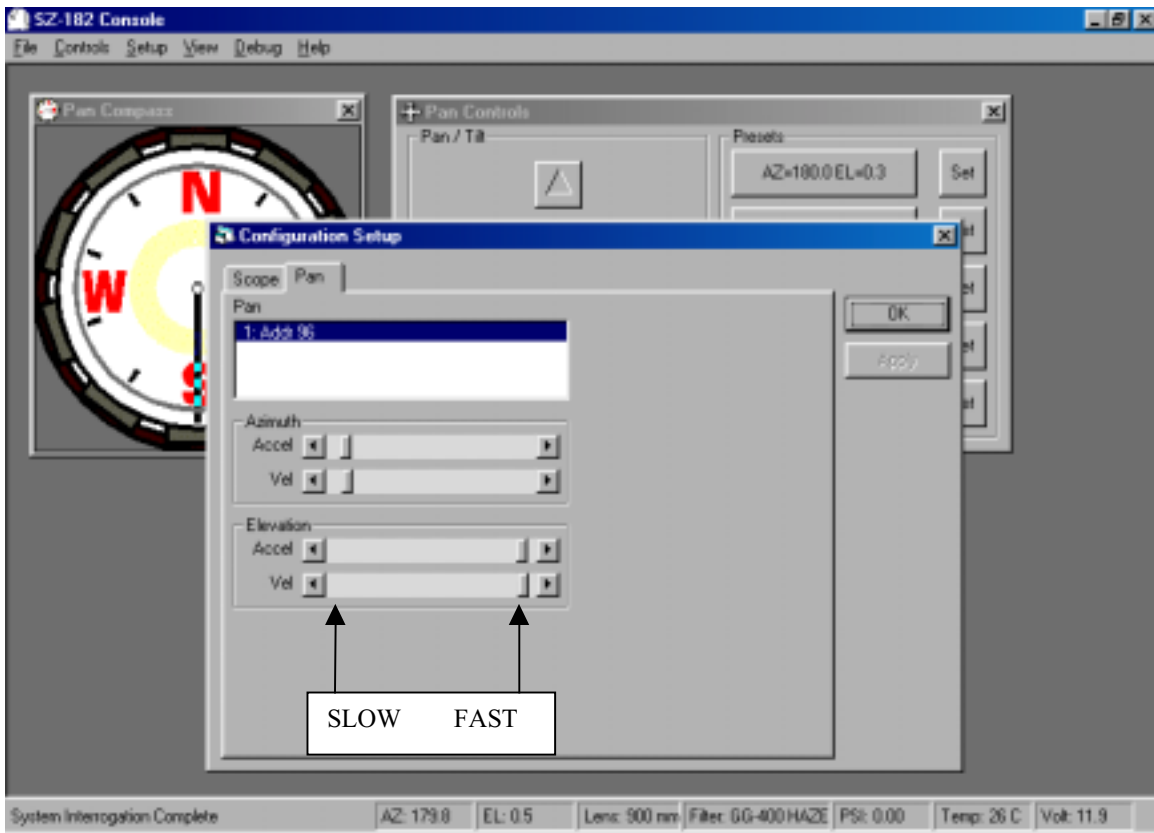 SZ-182 Console
File Controls Setup View Debug Help
Pan Compass
N
W
S
Pan Controls
Pan / Tilt
Presets
AZ=180.0 EL=0.3
Set
Configuration Setup
Scope Pan
Pan
1: Addr 96
OK
Apply
Azimuth
Accel
Vel
Elevation
Accel
Vel
SLOW FAST
System Interrogation Complete AZ: 179.8 EL: 0.5 Lens: 900 mm Filter: GG-400 HAZE PSI: 0.00 Temp: 26 C Volt: 11.9